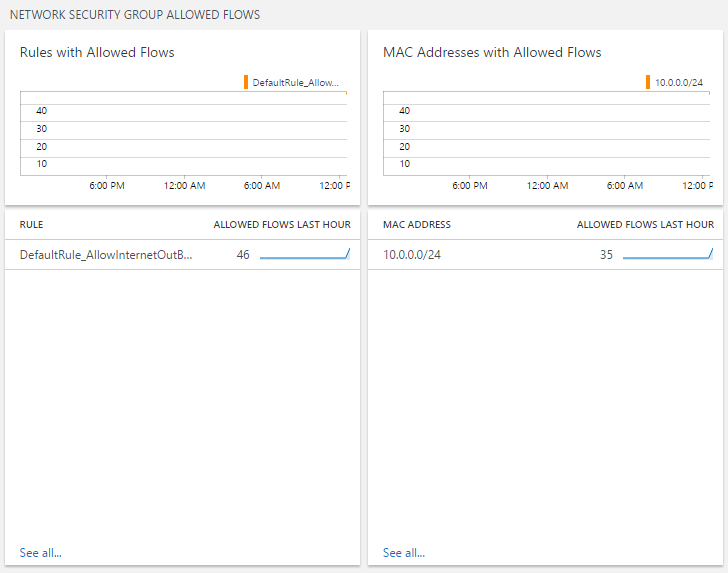 NETWORK SECURITY GROUP ALLOWED FLOWS
Rules with Allowed Flows
DefaultRule_Allow...
40
30
20
10
6:00 PM 12:00 AM 6:00 AM 12:00 P
RULE ALLOWED FLOWS LAST HOUR
DefaultRule_AllowInternetOutB... 46
See all...
MAC Addresses with Allowed Flows
10.0.0.0/24
40
30
20
10
6:00 PM 12:00 AM 6:00 AM 12:00 P
MAC ADDRESS ALLOWED FLOWS LAST HOUR
10.0.0.0/24 35
See all...